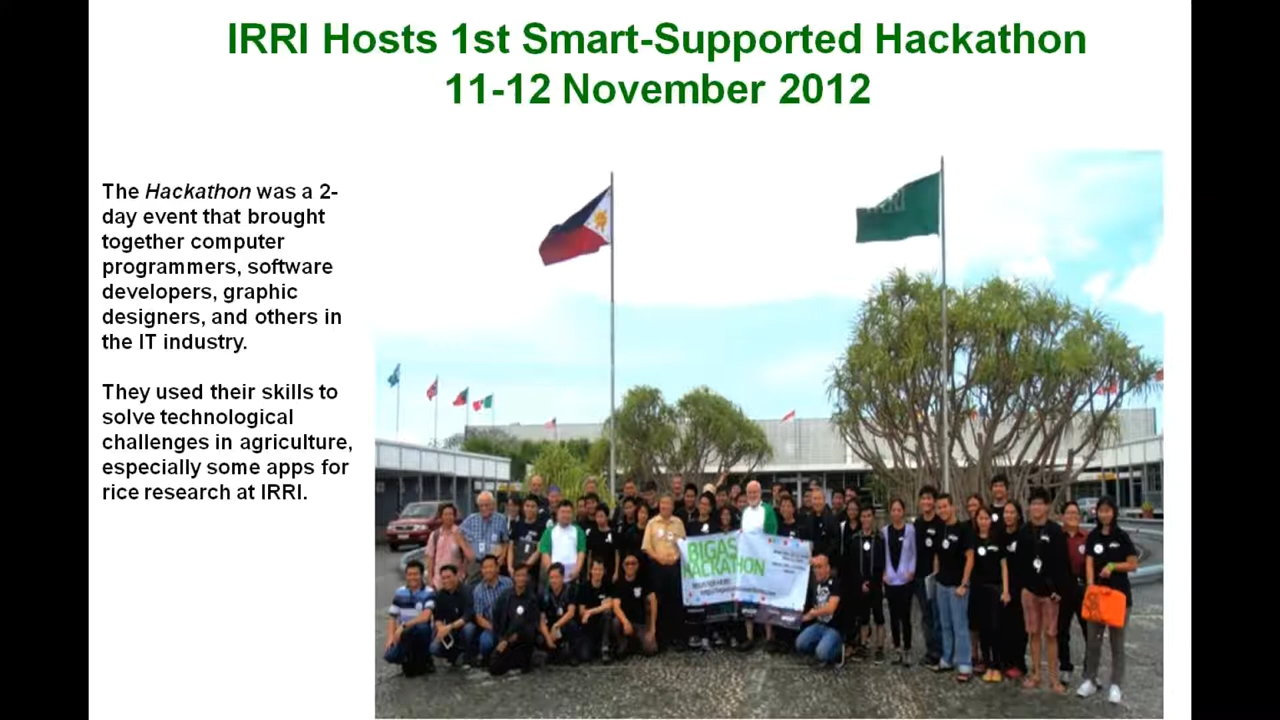 IRRI Hosts 1st Smart-Supported Hackathon
11-12 November 2012
The Hackathon was a 2-
day event that brought
together computer
programmers, software
developers, graphic
designers, and others in
the IT industry.
They used their skills to
solve technological
challenges in agriculture,
especially some apps for
rice research at IRRI.
IRRI
BIGAS
HACKATHON